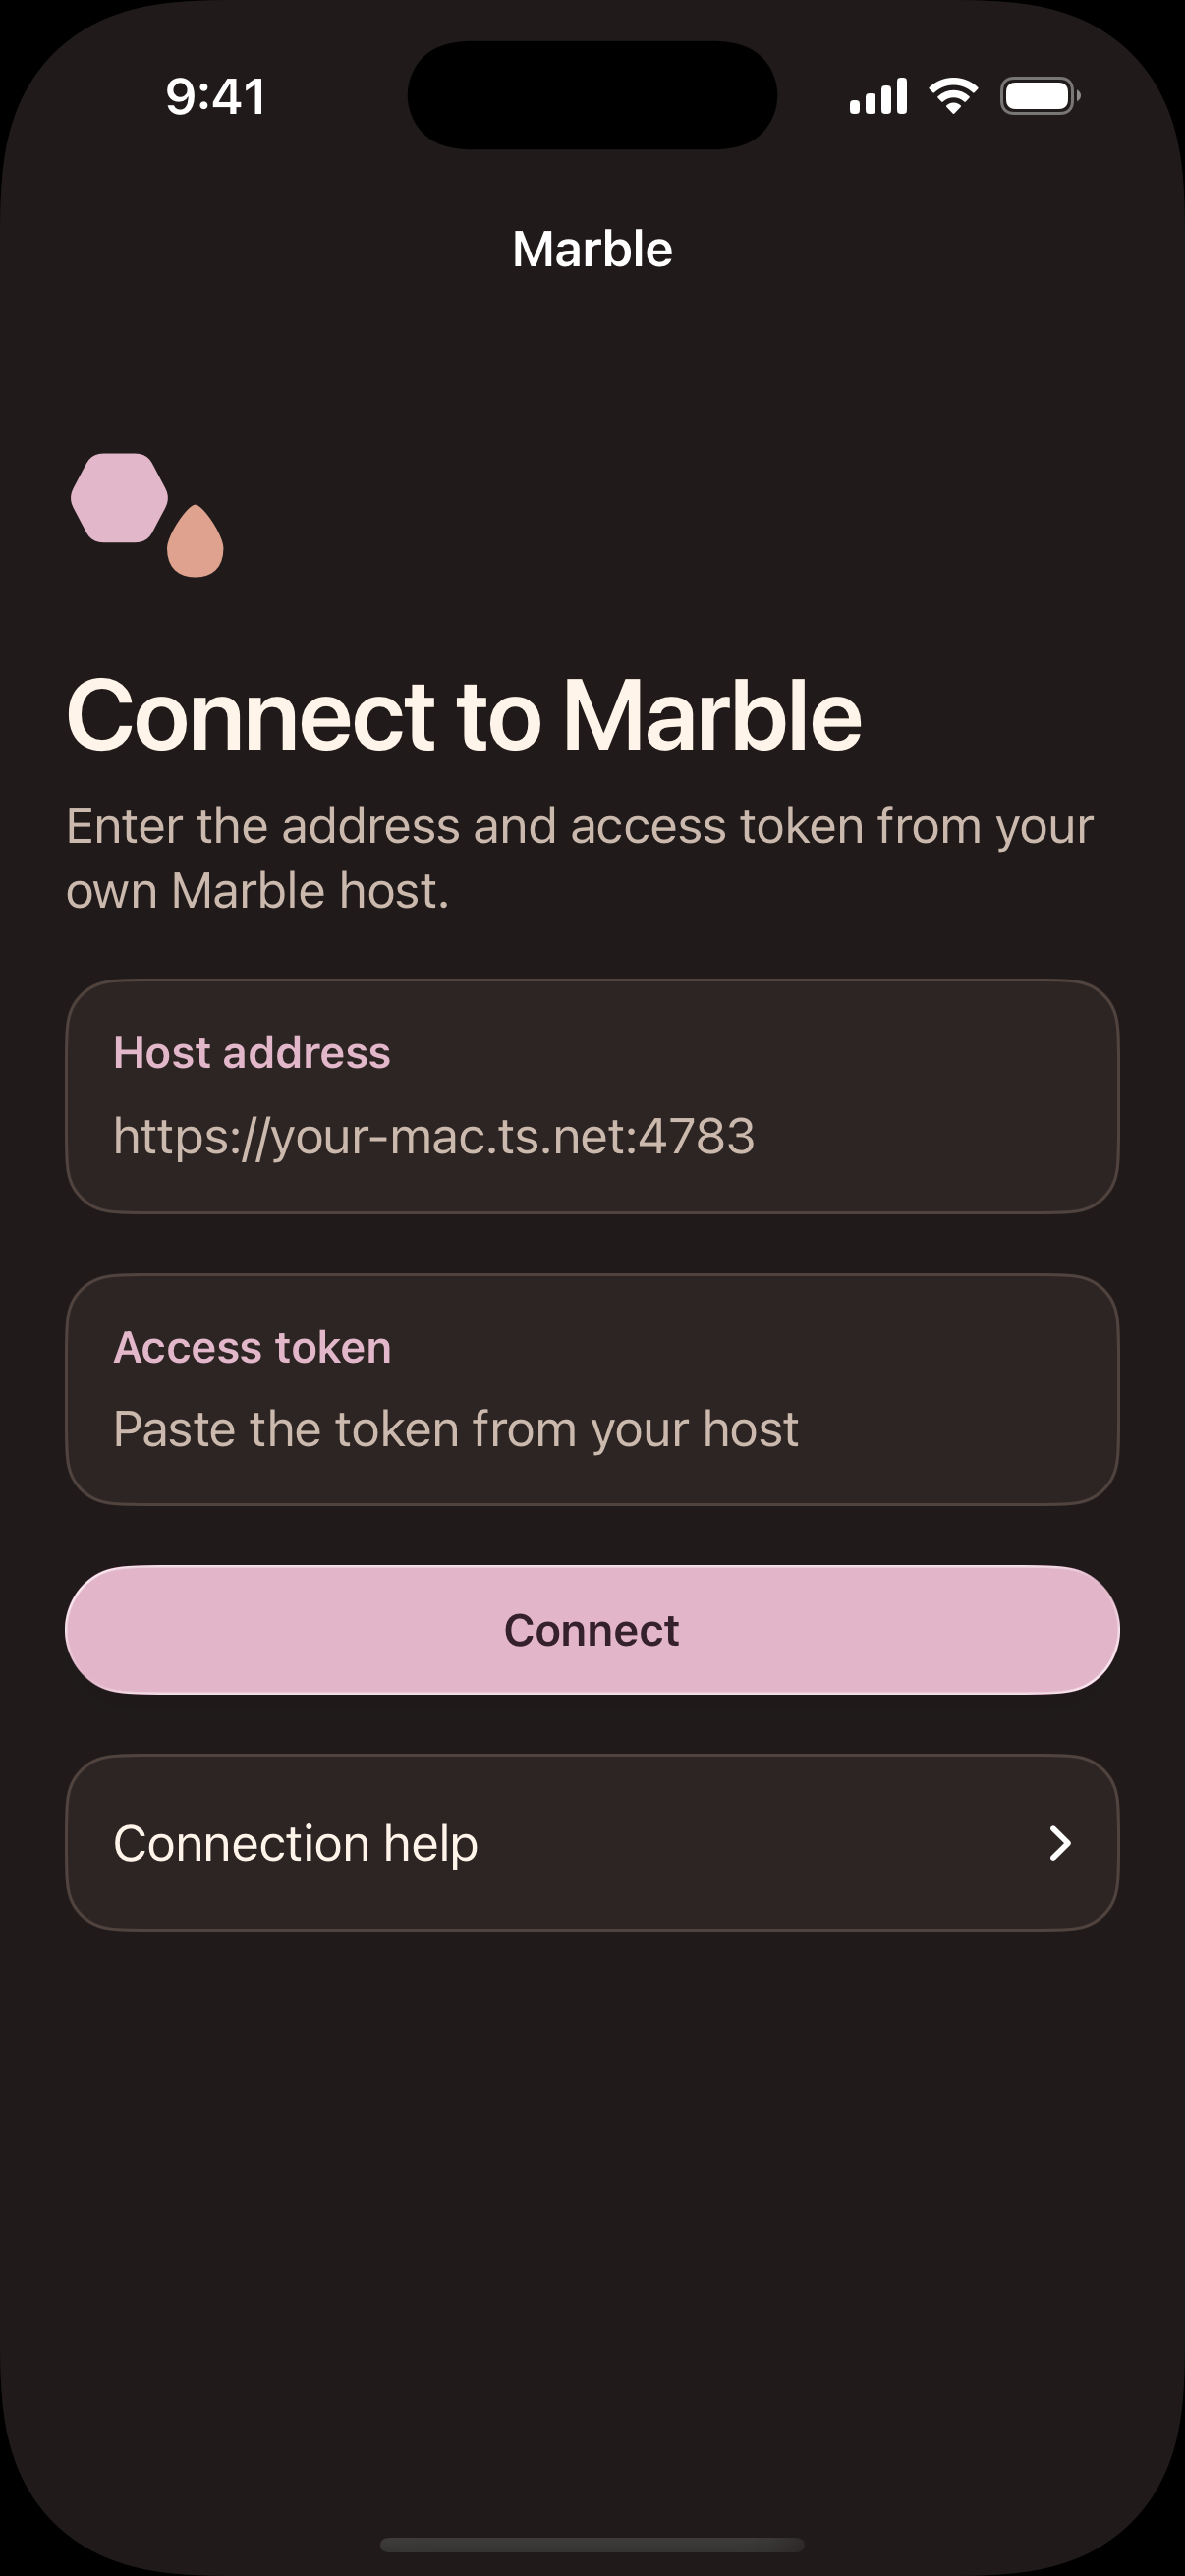 9:41
Marble
Connect to Marble
Enter the address and access token from your
own Marble host.
Host address
https://your-mac.ts.net:4783
Access token
Paste the token from your host
Connect
Connection help